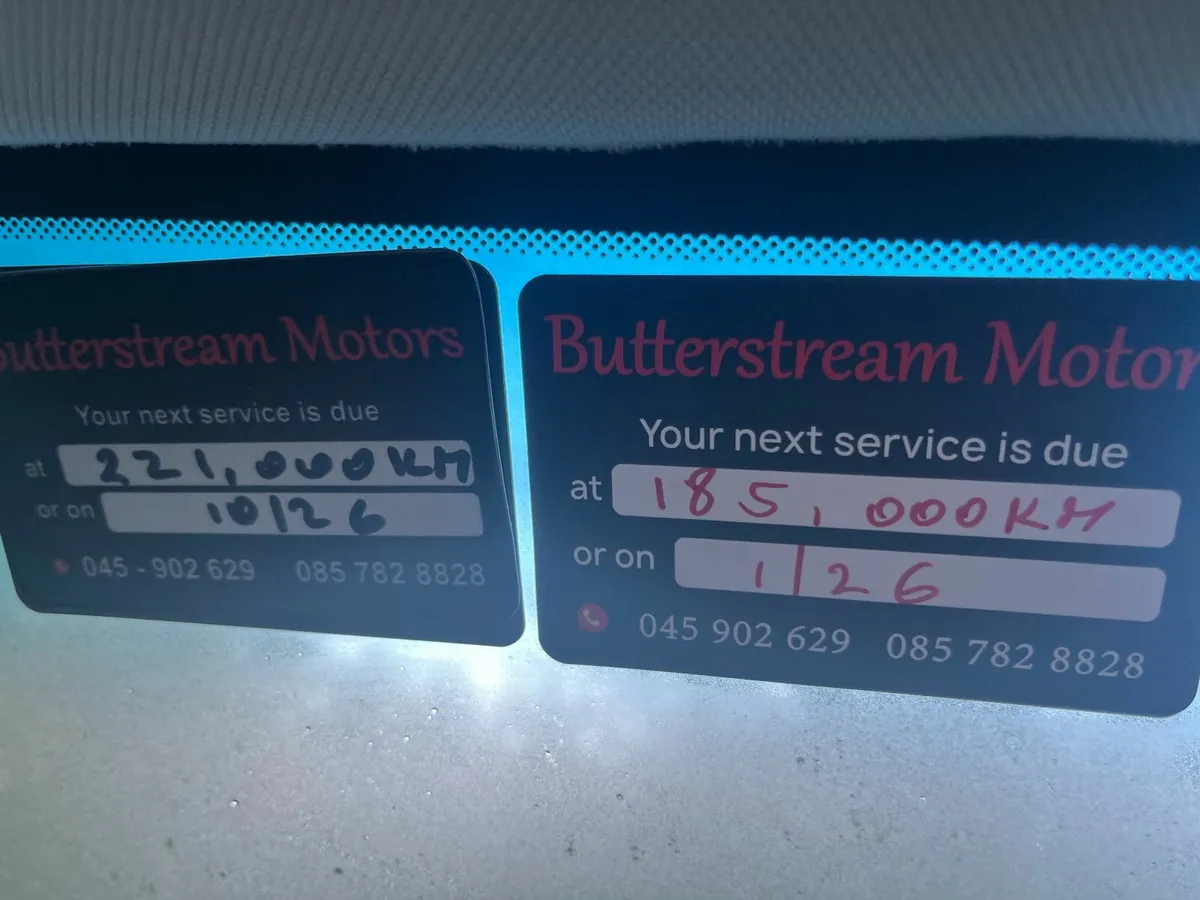 Butterstream Motors
Your next service is due
at 221,000KM
or on 10/26
045 - 902 629 085 782 8828
Butterstream Motor
Your next service is due
at 185,000KM
or on 1/26
045 902 629 085 782 8828